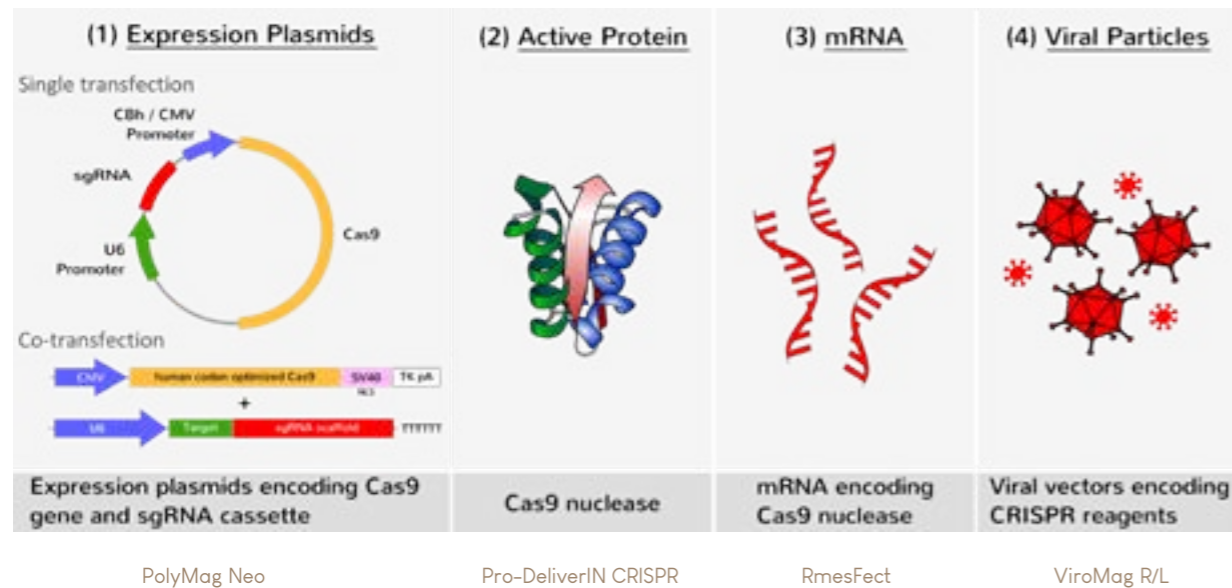 (1) Expression Plasmids
Single transfection
CBh / CMV
Promoter
sgRNA
U6
Promoter
Cas9
Co-transfection
CMV
human codon optimized Cas9
SV40
TK pA
NLS
+
U6
Target
sgRNA scaffold
TTTTTT
Expression plasmids encoding Cas9
gene and sgRNA cassette
PolyMag Neo
(2) Active Protein
Cas9 nuclease
Pro-DeliverIN CRISPR
(3) mRNA
mRNA encoding
Cas9 nuclease
RmesFect
(4) Viral Particles
Viral vectors encoding
CRISPR reagents
ViroMag R/L